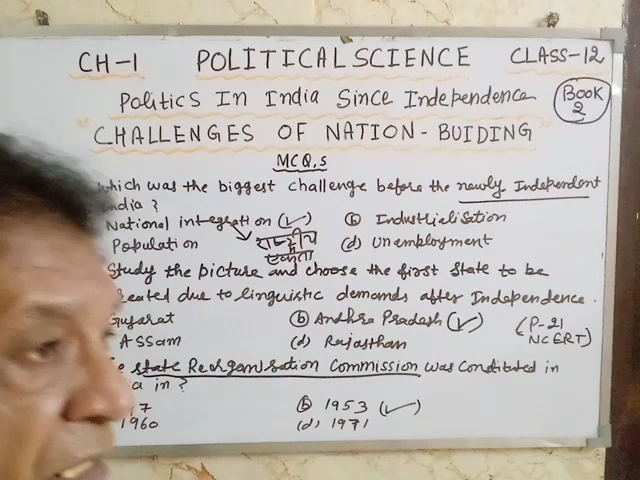 CH-1 POLITICAL SCIENCE CLASS-12
Politics In India Since Independence
BOOK 2
"CHALLENGES OF NATION-BUIDING"
MCQ,s
which was the biggest challenge before the newly Independent
India ?
National integration (✓) (b) Industrialisation
Population राष्ट्रीय एकता (d) Unemployment
Study the picture and choose the first State to be
created due to linguistic demands after Independence.
Gujarat (b) Andhra Pradesh (✓) (P-21
Assam (d) Rajasthan NCERT)
state Reorganisation Commission was constituted in
in ?
(b) 1953 (✓)
1960 (d) 1971